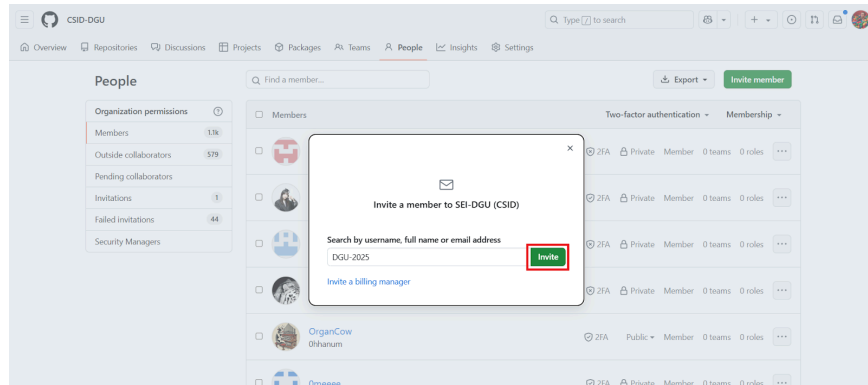 CSID-DGU
Type / to search
Overview
Repositories
Discussions
Projects
Packages
Teams
People
Insights
Settings
People
Find a member...
Export
Invite member
Organization permissions
Members 1.1k
Outside collaborators 579
Pending collaborators
Invitations 1
Failed invitations 44
Security Managers
Members
Two-factor authentication
Membership
2FA Private Member 0 teams 0 roles
2FA Private Member 0 teams 0 roles
2FA Private Member 0 teams 0 roles
2FA Private Member 0 teams 0 roles
OrganCow
0hhanum
2FA Public Member 0 teams 0 roles
0meeee
2FA Private Member 0 teams 0 roles
Invite a member to SEI-DGU (CSID)
Search by username, full name or email address
DGU-2025
Invite
Invite a billing manager